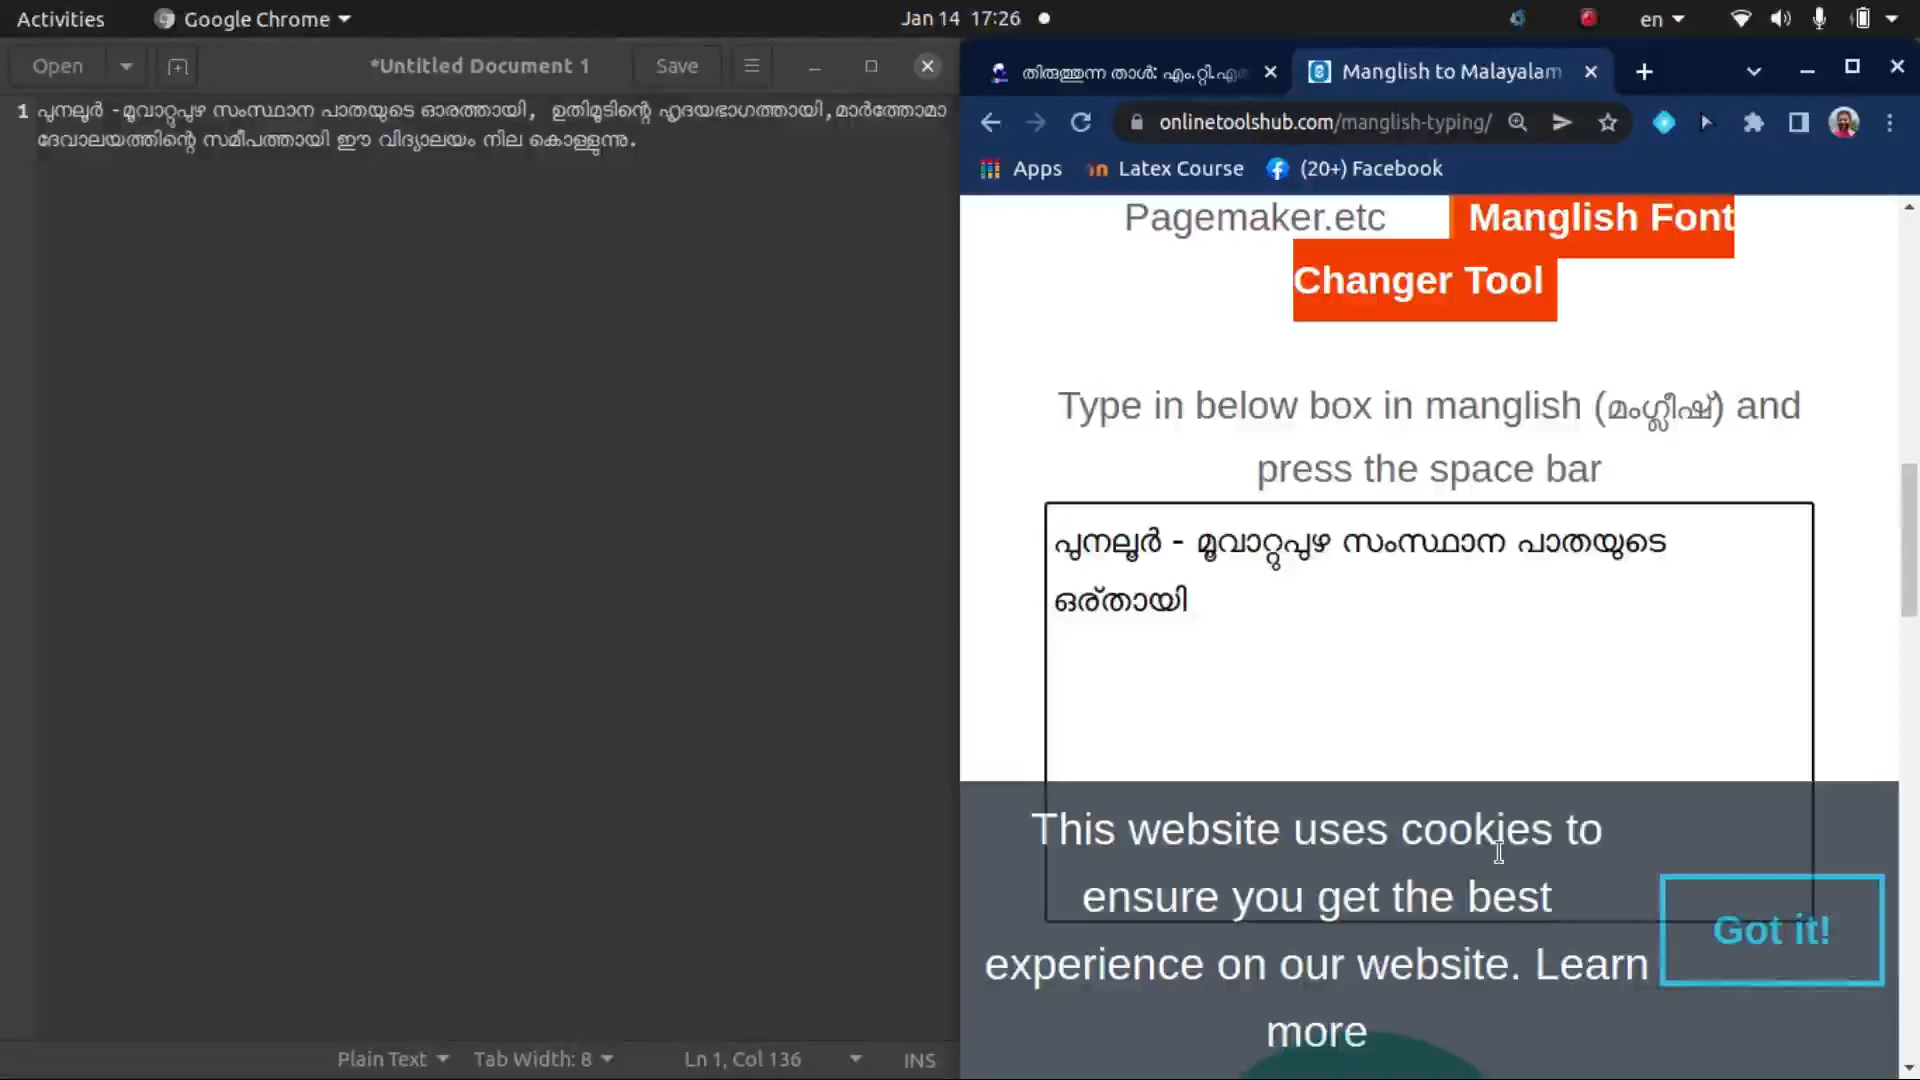 Activities
Google Chrome
Jan 14 17:26
en
Open
*Untitled Document 1
Save
1 പുനലൂർ -മൂവാറ്റുപുഴ സംസ്ഥാന പാതയുടെ ഓരത്തായി, ഉതിമൂടിന്റെ ഹൃദയഭാഗത്തായി,മാർത്തോമാ
ദേവാലയത്തിന്റെ സമീപത്തായി ഈ വിദ്യാലയം നില കൊള്ളുന്നു.
Plain Text
Tab Width: 8
Ln 1, Col 136
INS
തിരുത്തുന്ന താൾ: എം.റ്റി.എ
Manglish to Malayalam
onlinetoolshub.com/manglish-typing/
Apps
Latex Course
(20+) Facebook
Pagemaker.etc Manglish Font
Changer Tool
Type in below box in manglish (മംഗ്ലീഷ്) and
press the space bar
പുനലൂർ - മൂവാറ്റുപുഴ സംസ്ഥാന പാതയുടെ
ഒര്തായി
This website uses cookies to
ensure you get the best
experience on our website. Learn
more
Got it!